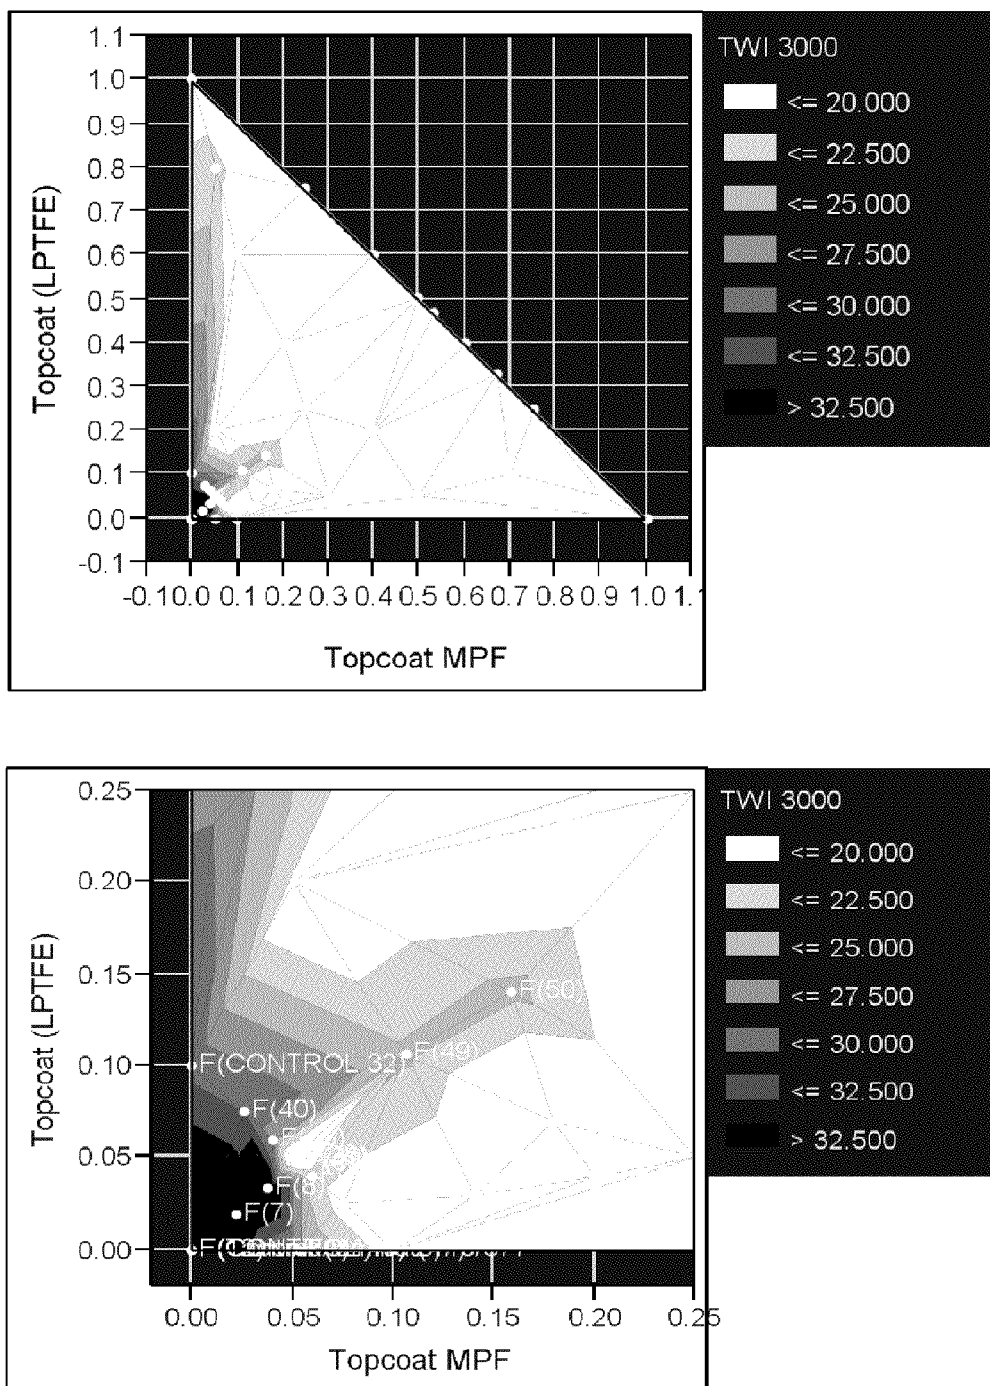 TWI 3000
<= 20.000
<= 22.500
<= 25.000
<= 27.500
<= 30.000
<= 32.500
> 32.500
Topcoat (LPTFE)
1.1
1.0
0.9
0.8
0.7
0.6
0.5
0.4
0.3
0.2
0.1
0.0
-0.1
-0.1 0.0 0.1 0.2 0.3 0.4 0.5 0.6 0.7 0.8 0.9 1.0 1.
Topcoat MPF
TWI 3000
<= 20.000
<= 22.500
<= 25.000
<= 27.500
<= 30.000
<= 32.500
> 32.500
Topcoat (LPTFE)
0.25
0.20
0.15
0.10
0.05
0.00
F(50)
F(49)
F(CONTROL 32)
F(40)
F(7)
0.00 0.05 0.10 0.15 0.20 0.25
Topcoat MPF